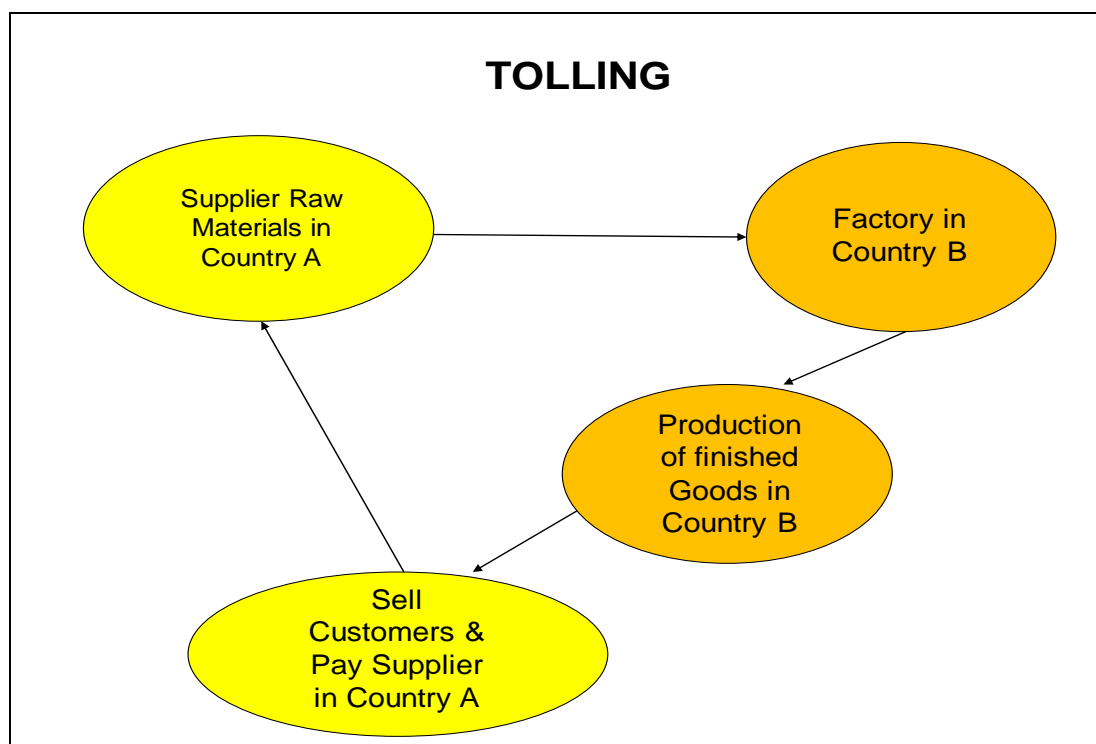 TOLLING
Supplier Raw
Materials in
Country A
Factory in
Country B
Production
of finished
Goods in
Country B
Sell
Customers &
Pay Supplier
in Country A